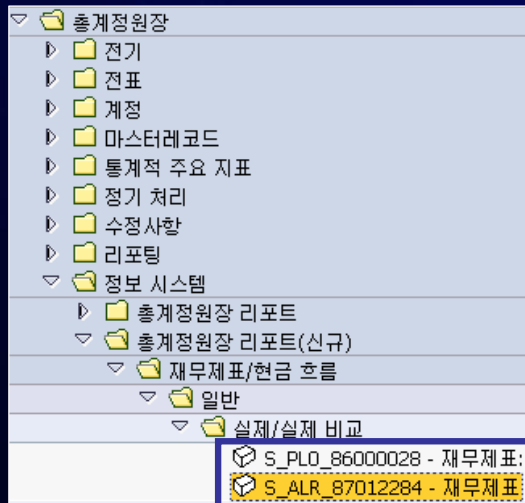 총계정원장
전기
전표
계정
마스터레코드
통계적 주요 지표
정기 처리
수정사항
리포팅
정보 시스템
총계정원장 리포트
총계정원장 리포트(신규)
재무제표/현금 흐름
일반
실제/실제 비교
S_PL0_86000028 - 재무제표:
S_ALR_87012284 - 재무제표